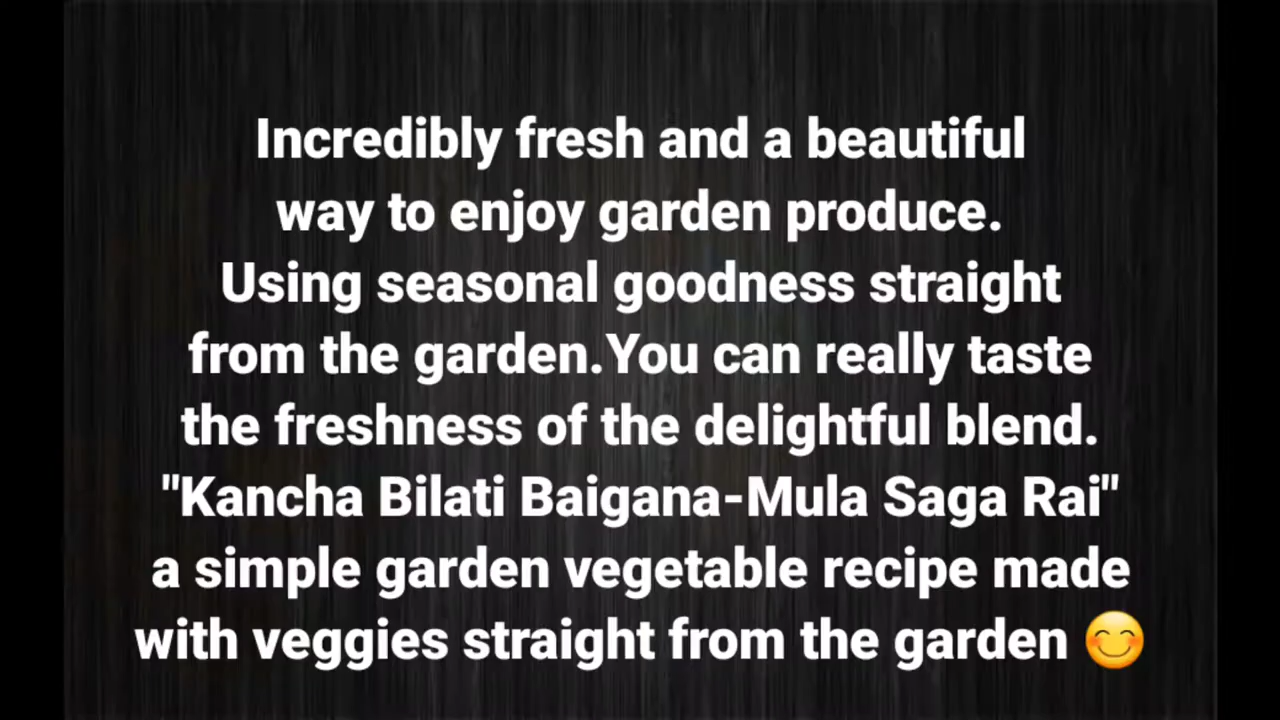 Incredibly fresh and a beautiful
way to enjoy garden produce.
Using seasonal goodness straight
from the garden.You can really taste
the freshness of the delightful blend.
"Kancha Bilati Baigana-Mula Saga Rai"
a simple garden vegetable recipe made
with veggies straight from the garden 😊